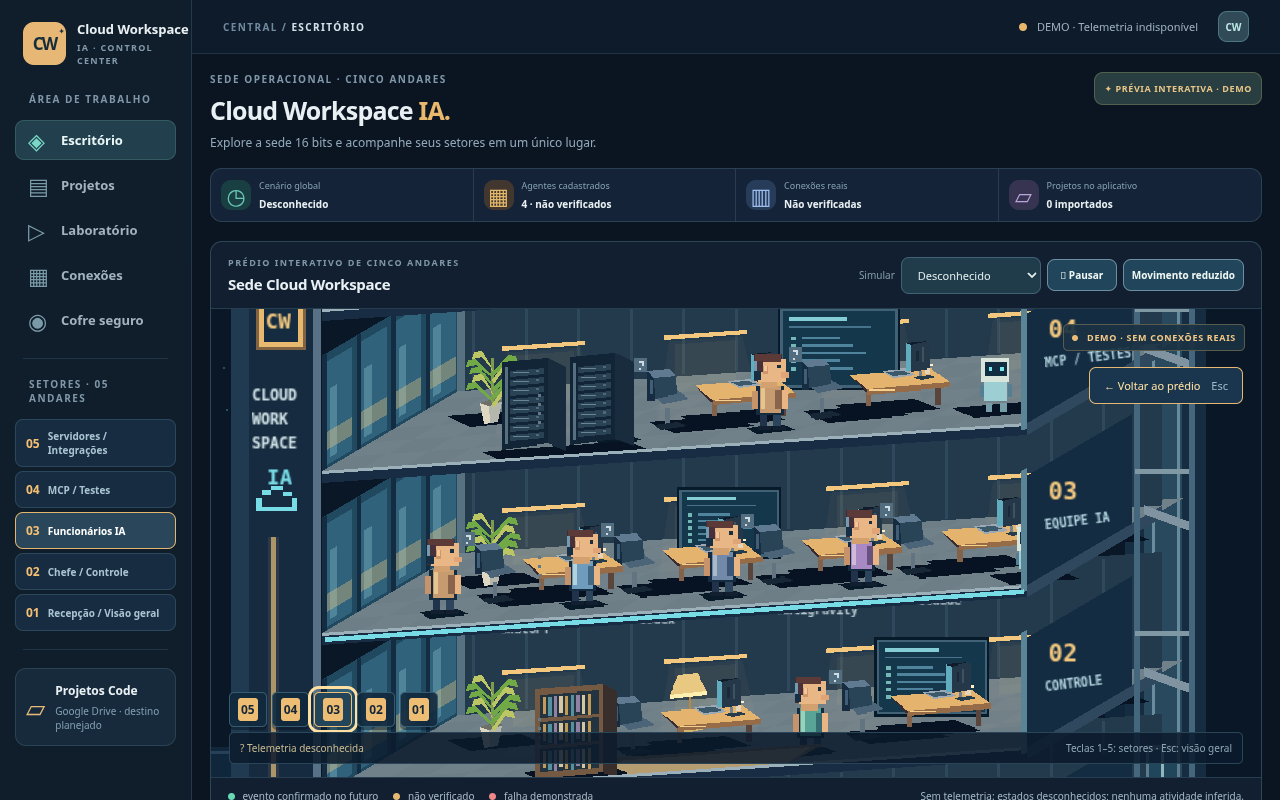 CW
Cloud Workspace
IA · CONTROL
CENTER
ÁREA DE TRABALHO
Escritório
Projetos
Laboratório
Conexões
Cofre seguro
SETORES · 05
ANDARES
05 Servidores /
Integrações
04 MCP / Testes
03 Funcionários IA
02 Chefe / Controle
01 Recepção / Visão geral
Projetos Code
Google Drive · destino
planejado
CENTRAL / ESCRITÓRIO
DEMO · Telemetria indisponível
CW
SEDE OPERACIONAL · CINCO ANDARES
Cloud Workspace IA.
Explore a sede 16 bits e acompanhe seus setores em um único lugar.
✦ PRÉVIA INTERATIVA · DEMO
Cenário global
Desconhecido
Agentes cadastrados
4 · não verificados
Conexões reais
Não verificadas
Projetos no aplicativo
0 importados
PRÉDIO INTERATIVO DE CINCO ANDARES
Sede Cloud Workspace
Simular
Desconhecido
Pausar
Movimento reduzido
CW
CLOUD
WORK
SPACE
IA
04
MCP / TESTES
DEMO · SEM CONEXÕES REAIS
← Voltar ao prédio Esc
03
EQUIPE IA
02
CONTROLE
?
?
?
?
?
?
?
05 04 03 02 01
? Telemetria desconhecida
Teclas 1–5: setores · Esc: visão geral
evento confirmado no futuro
não verificado
falha demonstrada
Sem telemetria: estados desconhecidos; nenhuma atividade inferida.